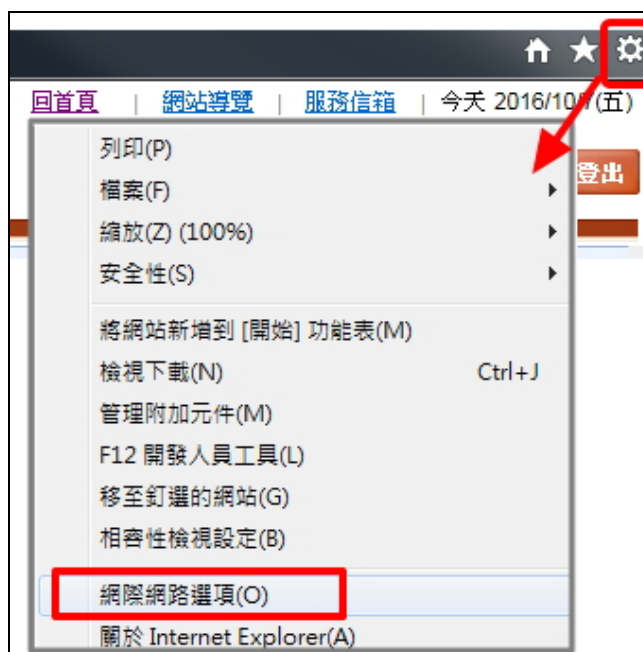 回首頁 | 網站導覽 | 服務信箱 | 今天 2016/10/7(五)
登出
列印(P)
檔案(F)
縮放(Z) (100%)
安全性(S)
將網站新增到 [開始] 功能表(M)
檢視下載(N) Ctrl+J
管理附加元件(M)
F12 開發人員工具(L)
移至釘選的網站(G)
相容性檢視設定(B)
網際網路選項(O)
關於 Internet Explorer(A)